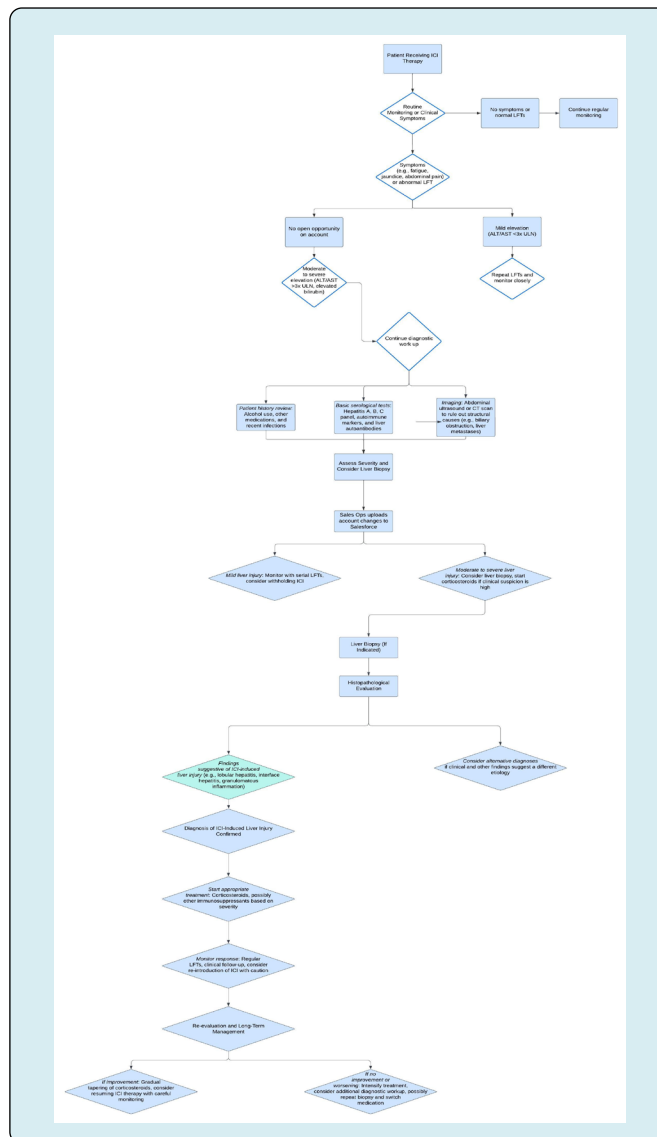 Patient Receiving ICI
Therapy
Routine
Monitoring or Clinical
Symptoms
No symptoms or
normal LFTs
Continue regular
monitoring
Symptoms
(e.g., fatigue,
jaundice, abdominal pain)
or abnormal LFT
No open opportunity
on account
Mild elevation
(ALT/AST <3x ULN)
Moderate
to severe
elevation (ALT/AST
>3x ULN, elevated
bilirubin)
Repeat LFTs and
monitor closely
Continue diagnostic
work up
Patient history review:
Alcohol use, other
medications, and
recent infections
Basic serological tests:
Hepatitis A, B, C
panel, autoimmune
markers, and liver
autoantibodies
Imaging: Abdominal
ultrasound or CT scan
to rule out structural
causes (e.g., biliary
obstruction, liver
metastases)
Assess Severity and
Consider Liver Biopsy
Sales Ops uploads
account changes to
Salesforce
Mild liver injury: Monitor with serial LFTs,
consider withholding ICI
Moderate to severe liver
injury: Consider liver biopsy, start
corticosteroids if clinical suspicion is
high
Liver Biopsy (If
Indicated)
Histopathological
Evaluation
Findings
suggestive of ICI-induced
liver injury (e.g., lobular hepatitis, interface
hepatitis, granulomatous
inflammation)
Consider alternative diagnoses
if clinical and other findings suggest a different
etiology
Diagnosis of ICI-Induced Liver Injury
Confirmed
Start appropriate
treatment: Corticosteroids, possibly
other immunosuppressants based on
severity
Monitor response: Regular
LFTs, clinical follow-up, consider
re-introduction of ICI with caution
Re-evaluation and Long-Term
Management
If Improvement: Gradual
tapering of corticosteroids, consider
resuming ICI therapy with careful
monitoring
If no
improvement or
worsening: Intensify treatment,
consider additional diagnostic workup, possibly
repeat biopsy and switch
medication